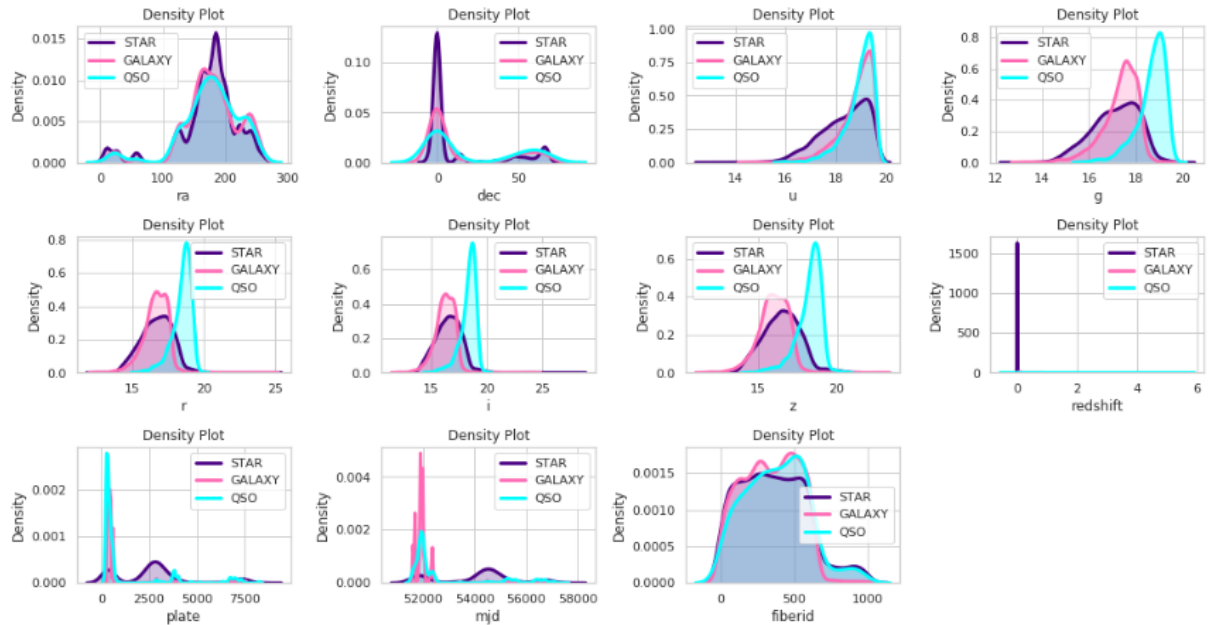 Density Plot
Density
0.015
0.010
0.005
0.000
STAR
GALAXY
QSO
0 100 200 300
ra
Density Plot
Density
0.10
0.05
0.00
STAR
GALAXY
QSO
0 50
dec
Density Plot
Density
1.00
0.75
0.50
0.25
0.00
STAR
GALAXY
QSO
14 16 18 20
u
Density Plot
Density
0.8
0.6
0.4
0.2
0.0
STAR
GALAXY
QSO
12 14 16 18 20
g
Density Plot
Density
0.8
0.6
0.4
0.2
0.0
STAR
GALAXY
QSO
15 20 25
r
Density Plot
Density
0.6
0.4
0.2
0.0
STAR
GALAXY
QSO
15 20 25
i
Density Plot
Density
0.6
0.4
0.2
0.0
STAR
GALAXY
QSO
15 20
z
Density Plot
Density
1500
1000
500
0
STAR
GALAXY
QSO
0 2 4 6
redshift
Density Plot
Density
0.002
0.001
0.000
STAR
GALAXY
QSO
0 2500 5000 7500
plate
Density Plot
Density
0.004
0.002
0.000
STAR
GALAXY
QSO
52000 54000 56000 58000
mjd
Density Plot
Density
0.0015
0.0010
0.0005
0.0000
STAR
GALAXY
QSO
0 500 1000
fiberid